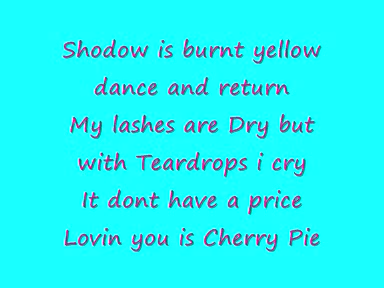 Shodow is burnt yellow
dance and return
My lashes are Dry but
with Teardrops i cry
It dont have a price
Lovin you is Cherry Pie